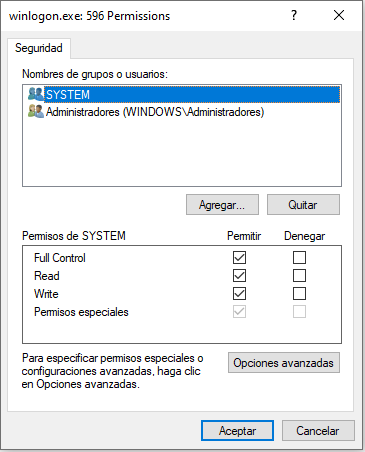 winlogon.exe: 596 Permissions
Seguridad
Nombres de grupos o usuarios:
SYSTEM
Administradores (WINDOWS\Administradores)
Agregar... Quitar
Permisos de SYSTEM Permitir Denegar
Full Control
Read
Write
Permisos especiales
Para especificar permisos especiales o
configuraciones avanzadas, haga clic
en Opciones avanzadas.
Opciones avanzadas
Aceptar Cancelar